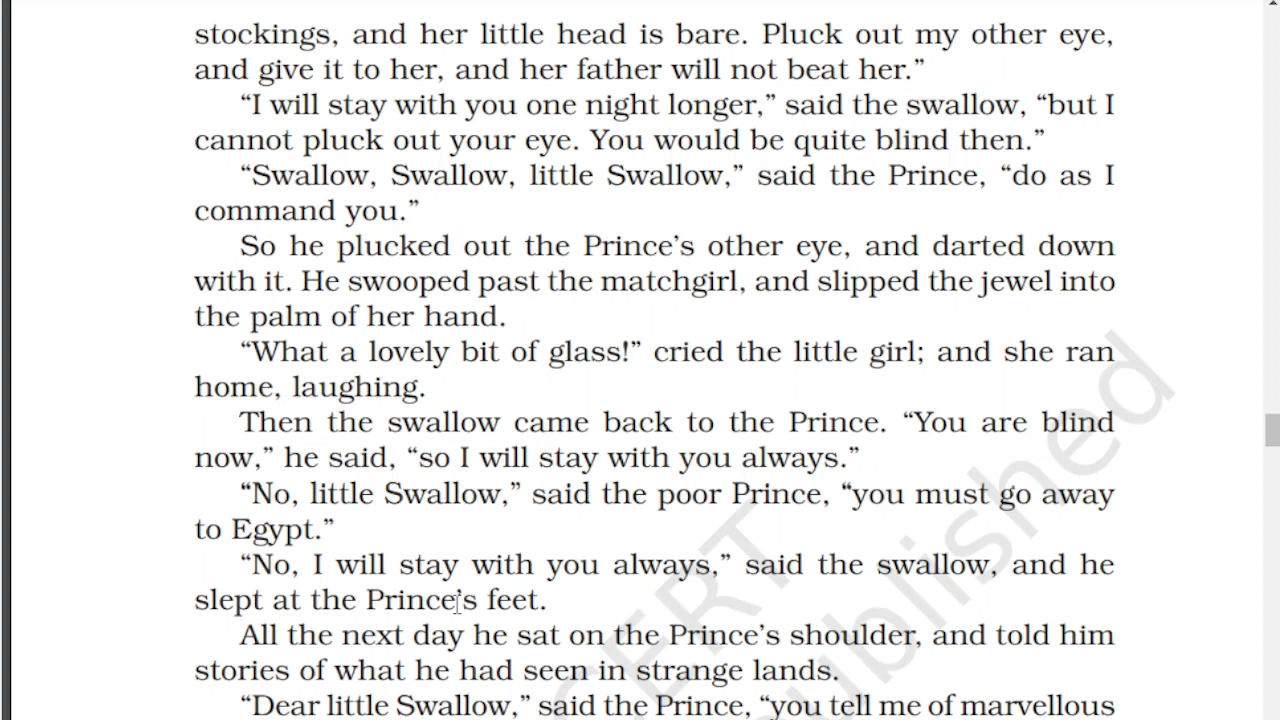 stockings, and her little head is bare. Pluck out my other eye,
and give it to her, and her father will not beat her.”
“I will stay with you one night longer,” said the swallow, “but I
cannot pluck out your eye. You would be quite blind then.”
“Swallow, Swallow, little Swallow,” said the Prince, “do as I
command you.”
So he plucked out the Prince’s other eye, and darted down
with it. He swooped past the matchgirl, and slipped the jewel into
the palm of her hand.
“What a lovely bit of glass!” cried the little girl; and she ran
home, laughing.
Then the swallow came back to the Prince. “You are blind
now,” he said, “so I will stay with you always.”
“No, little Swallow,” said the poor Prince, “you must go away
to Egypt.”
“No, I will stay with you always,” said the swallow, and he
slept at the Prince’s feet.
All the next day he sat on the Prince’s shoulder, and told him
stories of what he had seen in strange lands.
“Dear little Swallow,” said the Prince, “you tell me of marvellous
CERT
published